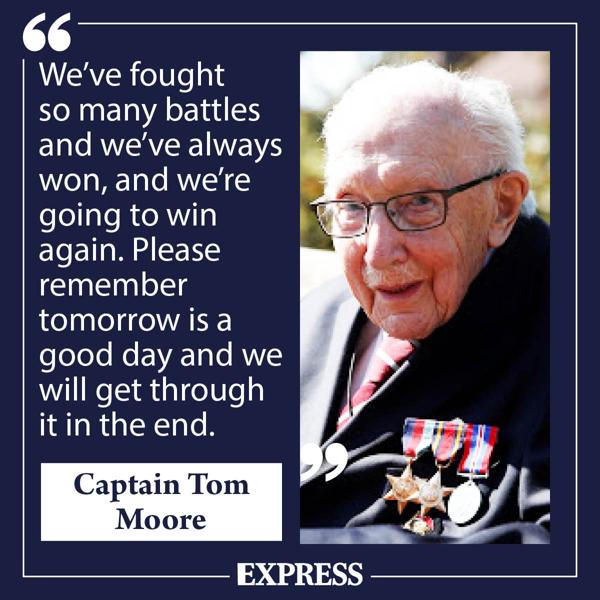 “
We’ve fought
so many battles
and we’ve always
won, and we’re
going to win
again. Please
remember
tomorrow is a
good day and we
will get through
it in the end.
”
Captain Tom
Moore
EXPRESS